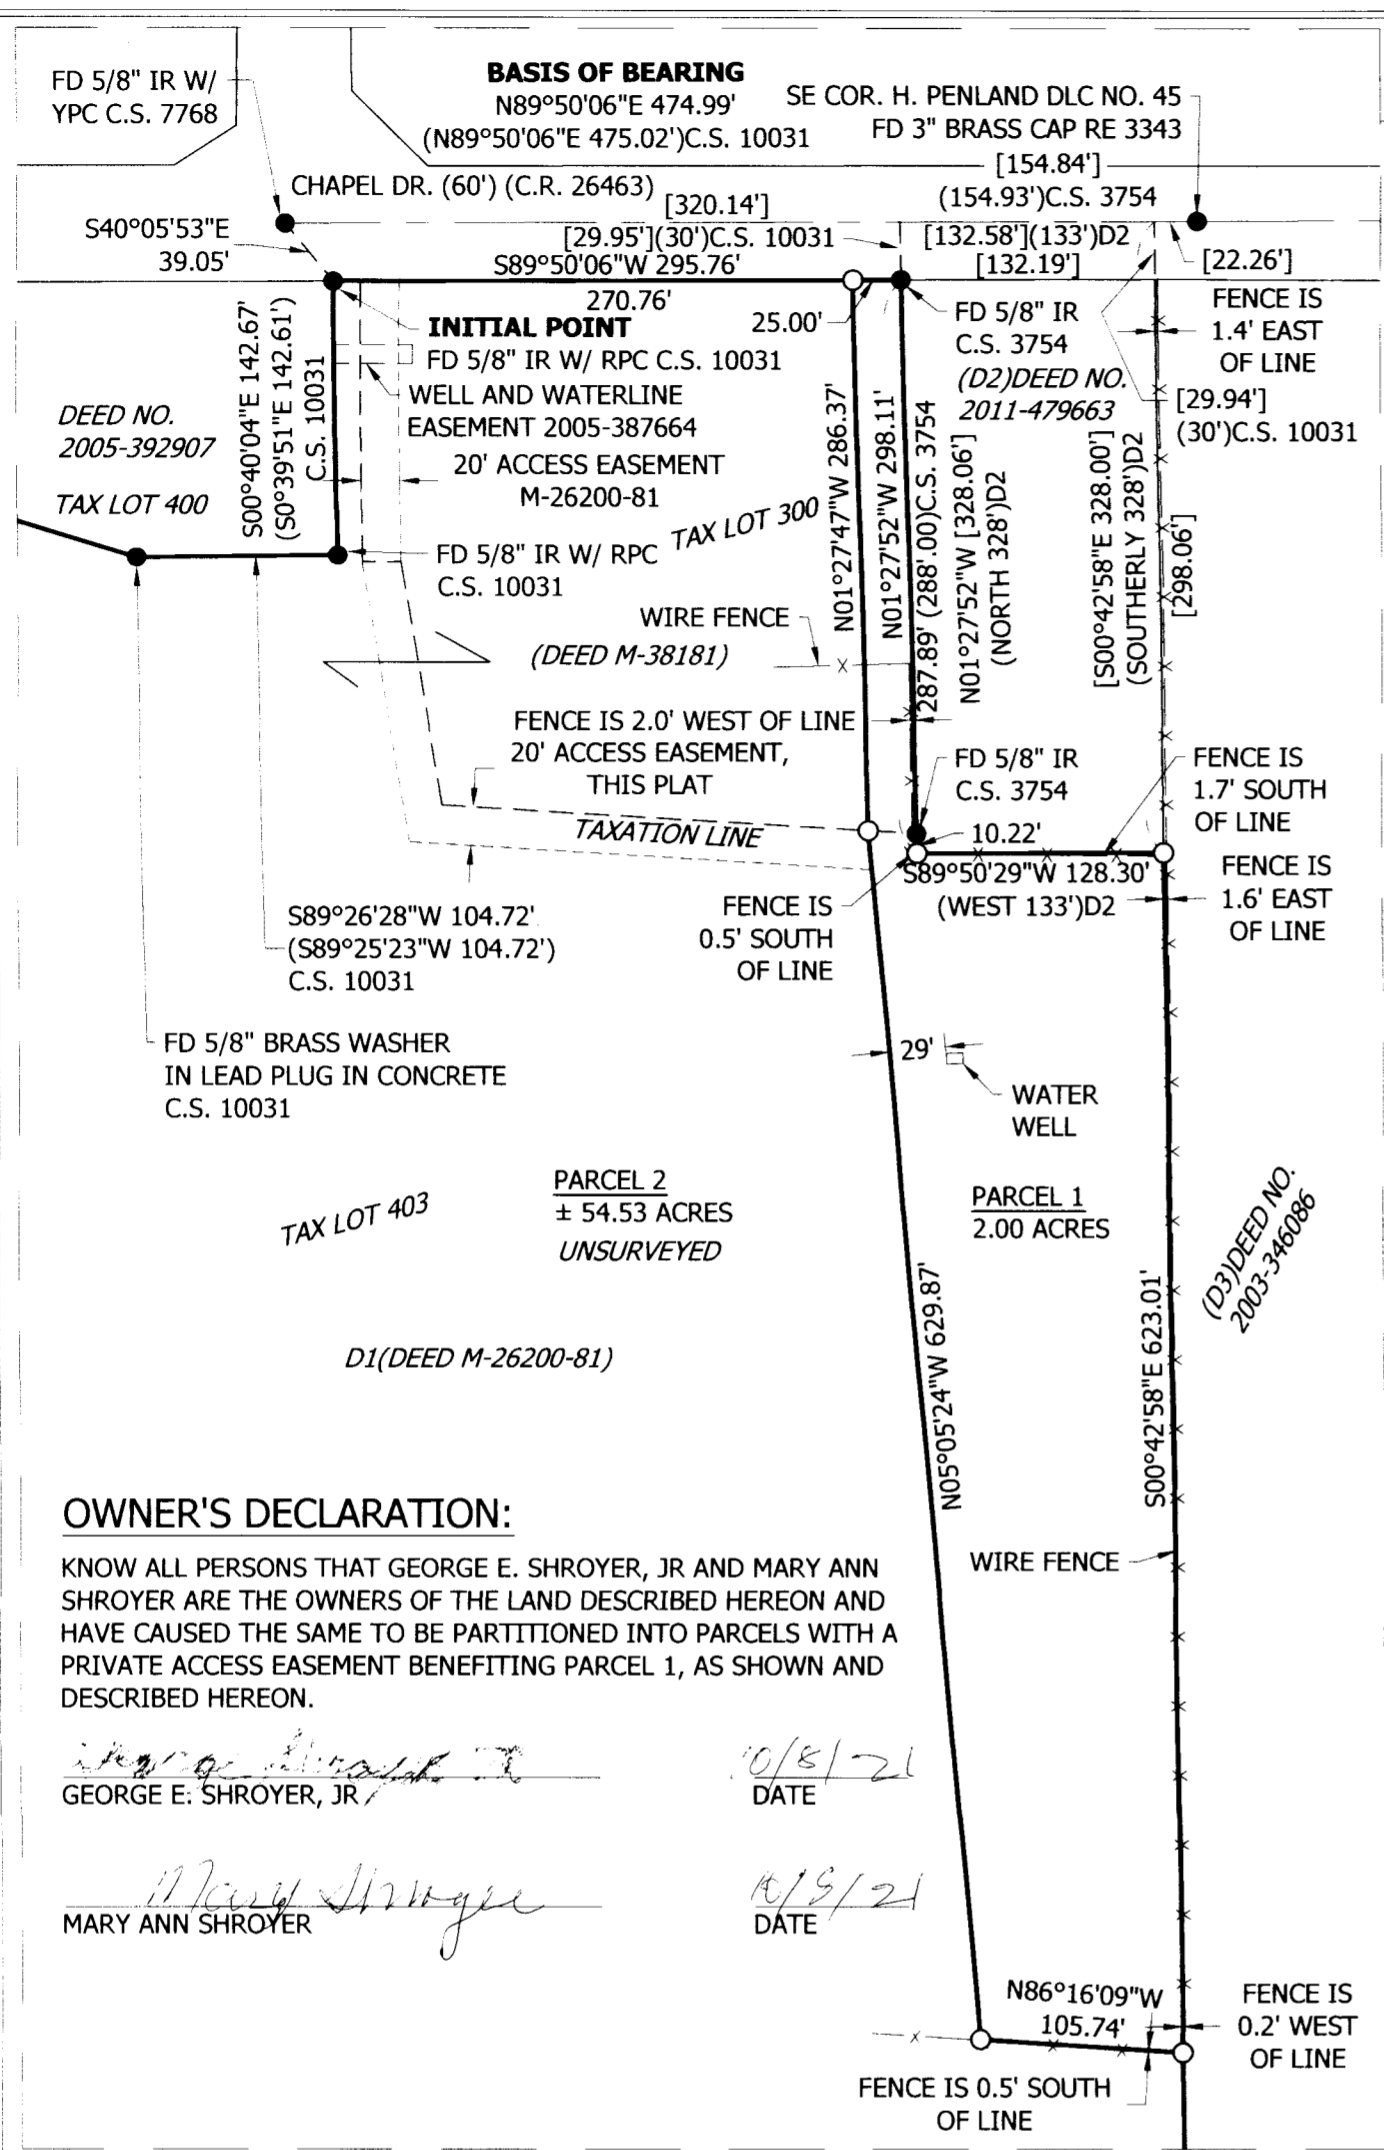 FD 5/8" IR W/
YPC C.S. 7768
BASIS OF BEARING
N89°50'06"E 474.99'
(N89°50'06"E 475.02')C.S. 10031
SE COR. H. PENLAND DLC NO. 45
FD 3" BRASS CAP RE 3343
[154.84']
(154.93')C.S. 3754
CHAPEL DR. (60') (C.R. 26463)
[320.14']
[29.95'](30')C.S. 10031
[132.58'](133')D2
[132.19']
[22.26']
S40°05'53"E
39.05'
S89°50'06"W 295.76'
270.76'
25.00'
INITIAL POINT
FD 5/8" IR W/ RPC C.S. 10031
WELL AND WATERLINE
EASEMENT 2005-387664
20' ACCESS EASEMENT
M-26200-81
FD 5/8" IR
C.S. 3754
(D2)DEED NO.
2011-479663
FENCE IS
1.4' EAST
OF LINE
[29.94']
(30')C.S. 10031
DEED NO.
2005-392907
TAX LOT 400
S00°40'04"E 142.67'
(S0°39'51"E 142.61')
C.S. 10031
FD 5/8" IR W/ RPC
C.S. 10031
TAX LOT 300
N01°27'47"W 286.37'
N01°27'52"W 298.11'
287.89' (288'.00)C.S. 3754
N01°27'52"W [328.06']
(NORTH 328')D2
[S00°42'58"E 328.00']
(SOUTHERLY 328')D2
[298.06']
WIRE FENCE
(DEED M-38181)
FENCE IS 2.0' WEST OF LINE
20' ACCESS EASEMENT,
THIS PLAT
TAXATION LINE
FD 5/8" IR
C.S. 3754
FENCE IS
1.7' SOUTH
OF LINE
10.22'
S89°50'29"W 128.30'
(WEST 133')D2
FENCE IS
1.6' EAST
OF LINE
S89°26'28"W 104.72'
(S89°25'23"W 104.72')
C.S. 10031
FENCE IS
0.5' SOUTH
OF LINE
FD 5/8" BRASS WASHER
IN LEAD PLUG IN CONCRETE
C.S. 10031
29'
WATER
WELL
TAX LOT 403
PARCEL 2
± 54.53 ACRES
UNSURVEYED
PARCEL 1
2.00 ACRES
(D3)DEED NO.
2003-346086
D1(DEED M-26200-81)
N05°05'24"W 629.87'
S00°42'58"E 623.01'
WIRE FENCE
OWNER'S DECLARATION:
KNOW ALL PERSONS THAT GEORGE E. SHROYER, JR AND MARY ANN
SHROYER ARE THE OWNERS OF THE LAND DESCRIBED HEREON AND
HAVE CAUSED THE SAME TO BE PARTITIONED INTO PARCELS WITH A
PRIVATE ACCESS EASEMENT BENEFITING PARCEL 1, AS SHOWN AND
DESCRIBED HEREON.
George Shroyer Jr
GEORGE E. SHROYER, JR
10/8/21
DATE
Mary Shroyer
MARY ANN SHROYER
10/8/21
DATE
N86°16'09"W
105.74'
FENCE IS
0.2' WEST
OF LINE
FENCE IS 0.5' SOUTH
OF LINE